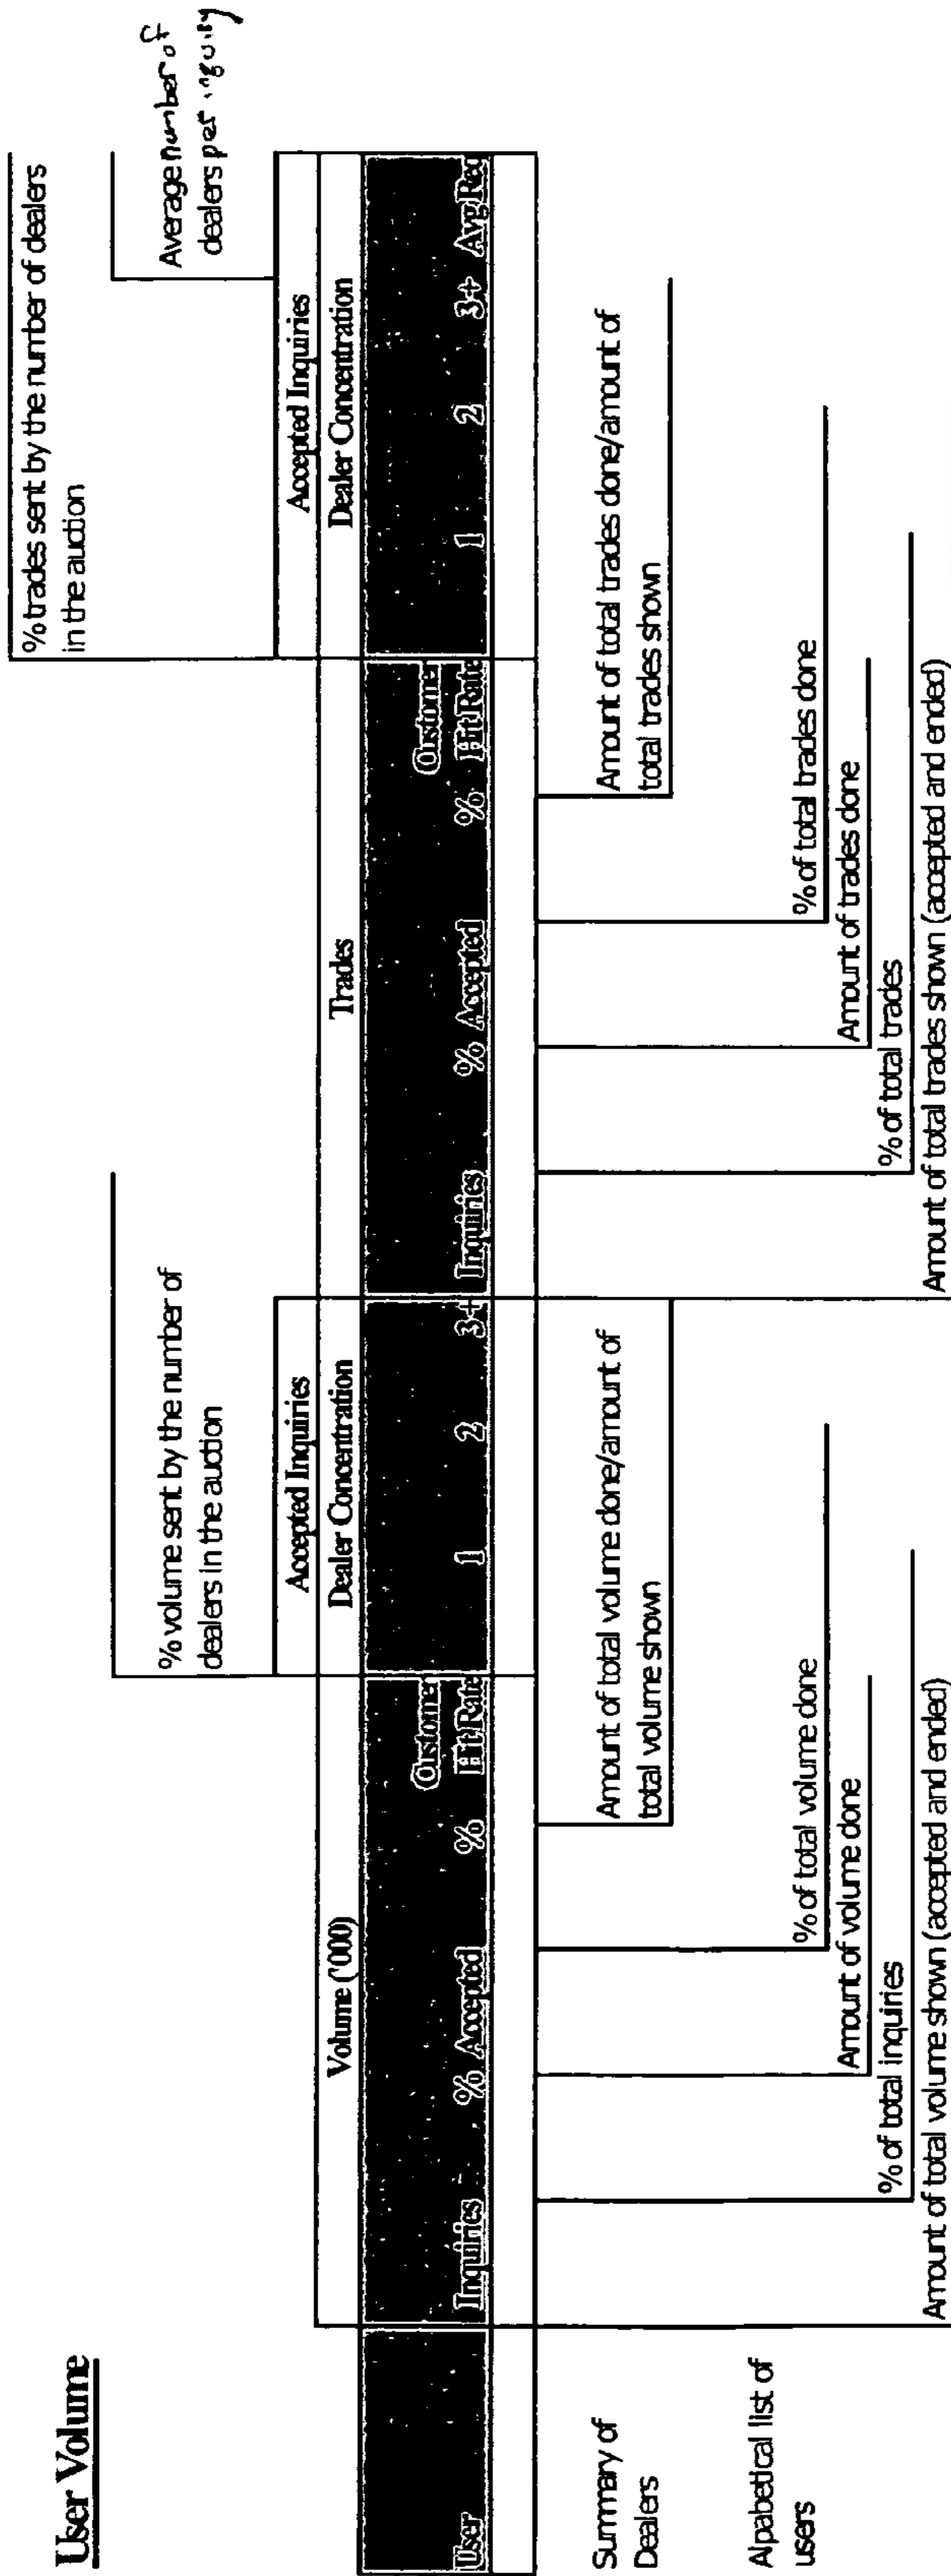 User Volume
% trades sent by the number of dealers
in the auction
Average number of
dealers per inquiry
% volume sent by the number of
dealers in the auction
Accepted Inquiries
Accepted Inquiries
Volume ('000)
Dealer Concentration
Trades
Dealer Concentration
Customer
Customer
User
Inquiries
%
Accepted
%
Hit Rate
1
2
3+
Inquiries
%
Accepted
%
Hit Rate
1
2
3+
Avg Req
Summary of
Dealers
Amount of total volume done/amount of
total volume shown
Amount of total trades done/amount of
total trades shown
Alpabetical list of
users
% of total volume done
% of total trades done
Amount of volume done
Amount of trades done
% of total inquiries
% of total trades
Amount of total volume shown (accepted and ended)
Amount of total trades shown (accepted and ended)